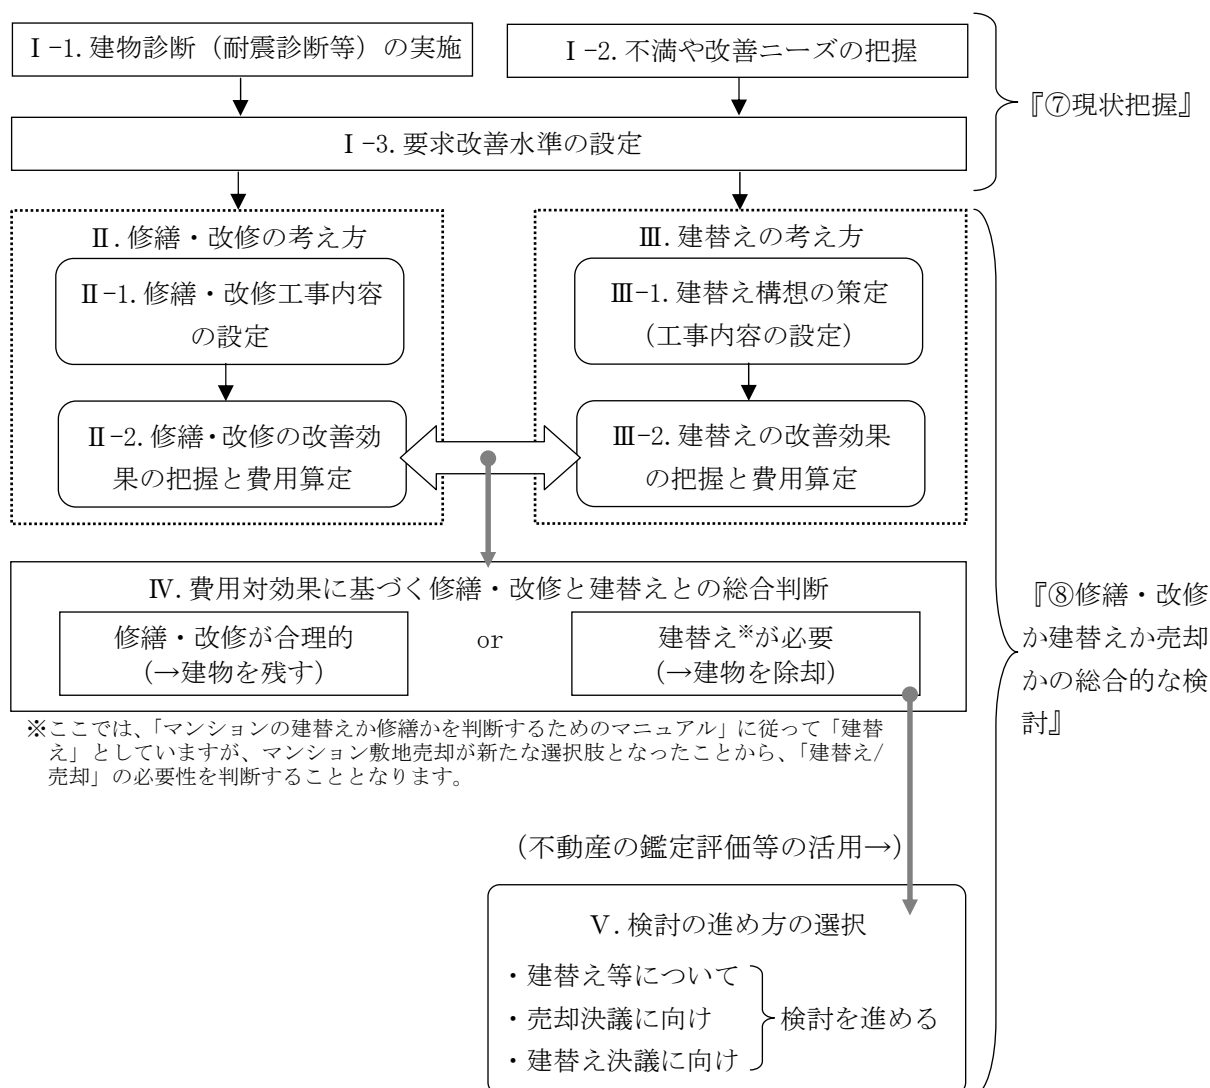 Ⅰ-1.建物診断（耐震診断等）の実施
Ⅰ-2.不満や改善ニーズの把握
『⑦現状把握』
Ⅰ-3.要求改善水準の設定
Ⅱ.修繕・改修の考え方
Ⅱ-1.修繕・改修工事内容
の設定
Ⅱ-2.修繕・改修の改善効
果の把握と費用算定
Ⅲ.建替えの考え方
Ⅲ-1.建替え構想の策定
（工事内容の設定）
Ⅲ-2.建替えの改善効果
の把握と費用算定
Ⅳ.費用対効果に基づく修繕・改修と建替えとの総合判断
修繕・改修が合理的
（→建物を残す）
or
建替え※が必要
（→建物を除却）
『⑧修繕・改修
か建替えか売却
かの総合的な検
討』
※ここでは、「マンションの建替えか修繕かを判断するためのマニュアル」に従って「建替
え」としていますが、マンション敷地売却が新たな選択肢となったことから、「建替え/
売却」の必要性を判断することとなります。
（不動産の鑑定評価等の活用→）
Ⅴ.検討の進め方の選択
・建替え等について
・売却決議に向け
・建替え決議に向け
検討を進める